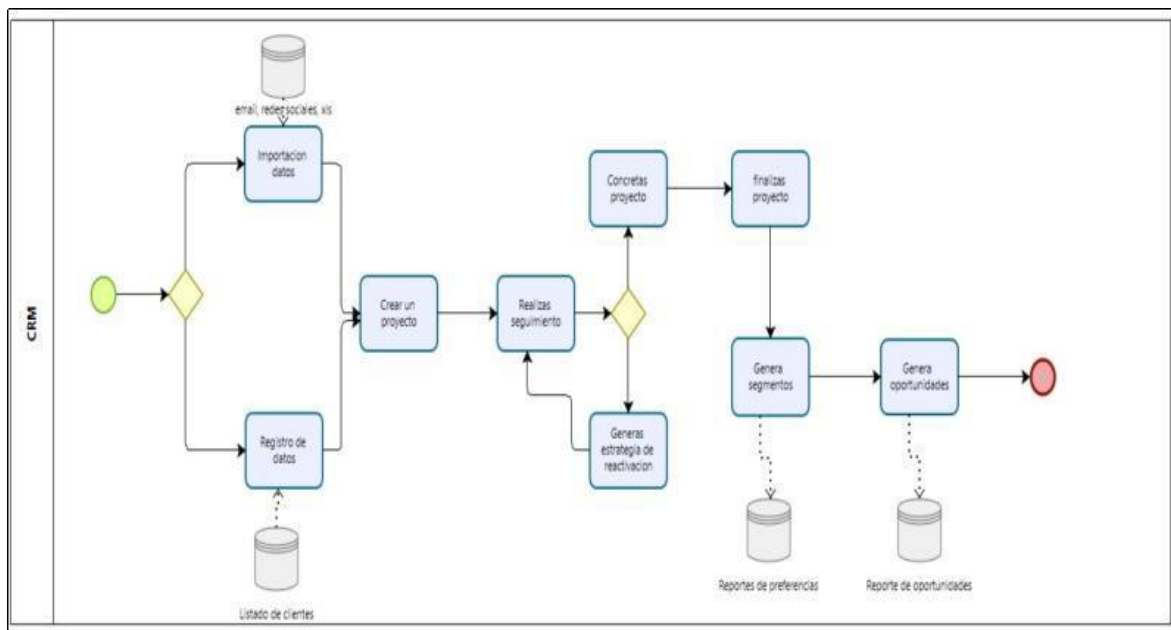 CRM
email, redes sociales, xls
Importacion
datos
Registro de
datos
Listado de clientes
Crear un
proyecto
Realizas
seguimiento
Concretas
proyecto
finalizas
proyecto
Generas
estrategia de
reactivacion
Genera
segmentos
Genera
oportunidades
Reportes de preferencias
Reporte de oportunidades